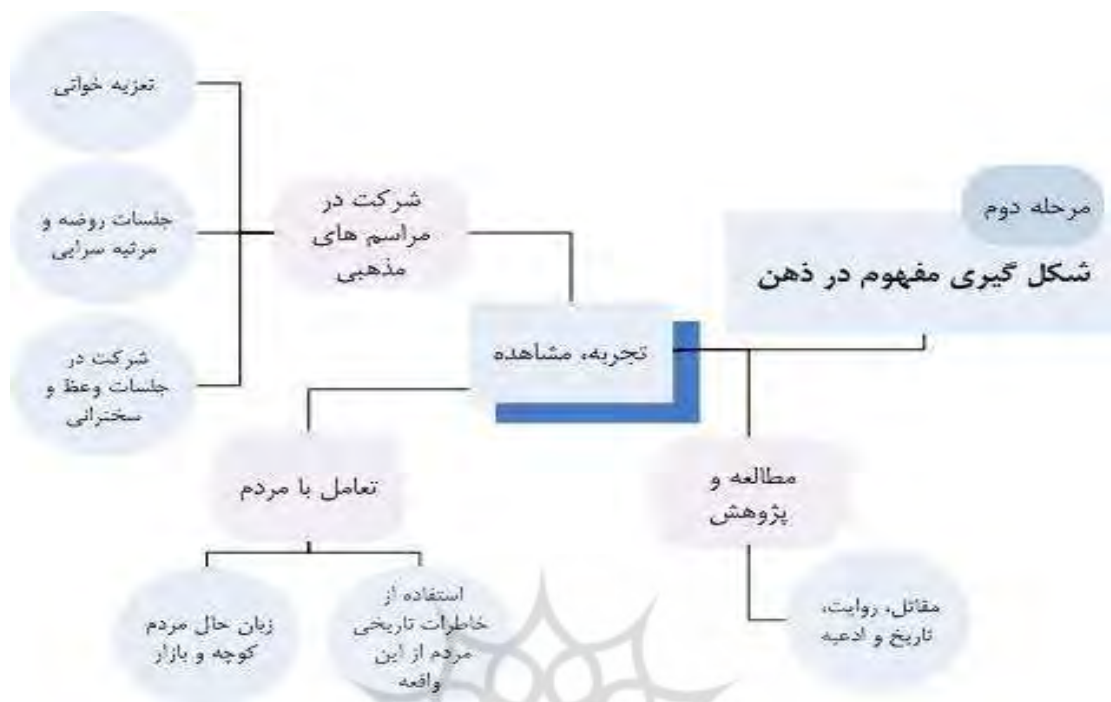 مرحله دوم
شکل گیری مفهوم در ذهن
تجربه، مشاهده
شرکت در
مراسم های
مذهبی
تعزیه خوانی
جلسات روضه و
مرثیه سرایی
شرکت در
جلسات وعظ و
سخنرانی
تعامل با مردم
استفاده از
خاطرات تاریخی
مردم از این
واقعه
زبان حال مردم
کوچه و بازار
مطالعه و
پژوهش
مقاتل، روایت،
تاریخ و ادعیه